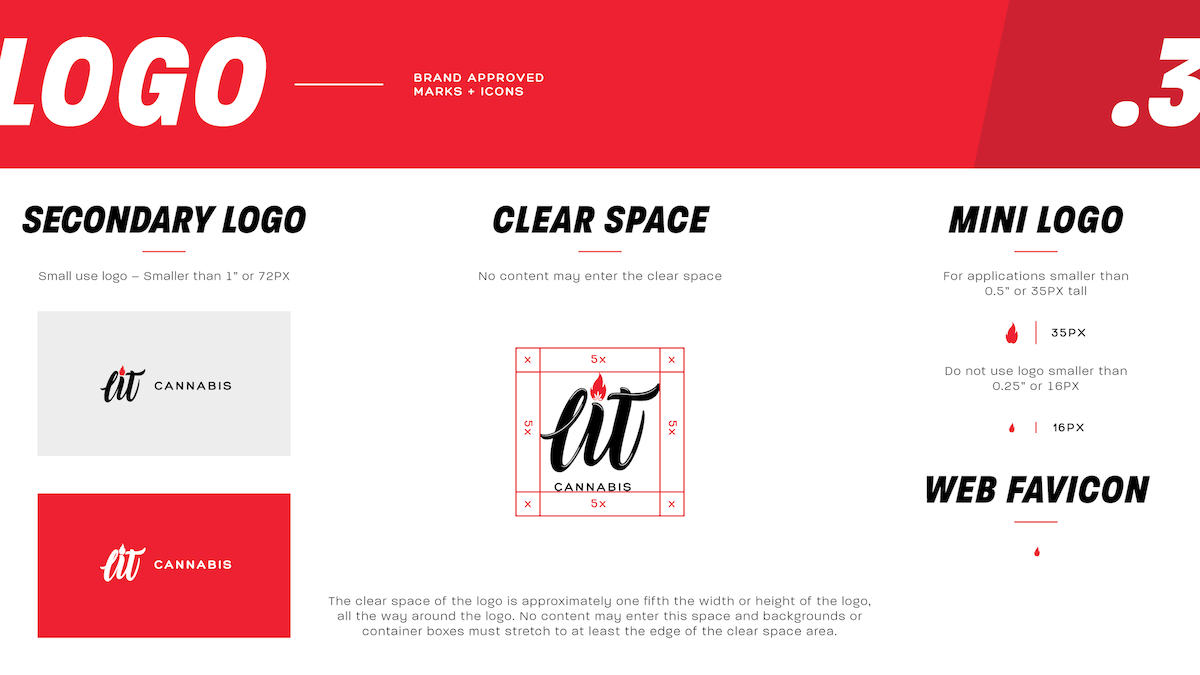 LOGO
BRAND APPROVED
MARKS + ICONS
.3
SECONDARY LOGO
Small use logo – Smaller than 1" or 72PX
lit CANNABIS
lit CANNABIS
CLEAR SPACE
No content may enter the clear space
x 5x x
5x 5x
lit
CANNABIS
x 5x x
The clear space of the logo is approximately one fifth the width or height of the logo,
all the way around the logo. No content may enter this space and backgrounds or
container boxes must stretch to at least the edge of the clear space area.
MINI LOGO
For applications smaller than
0.5" or 35PX tall
35PX
Do not use logo smaller than
0.25" or 16PX
16PX
WEB FAVICON